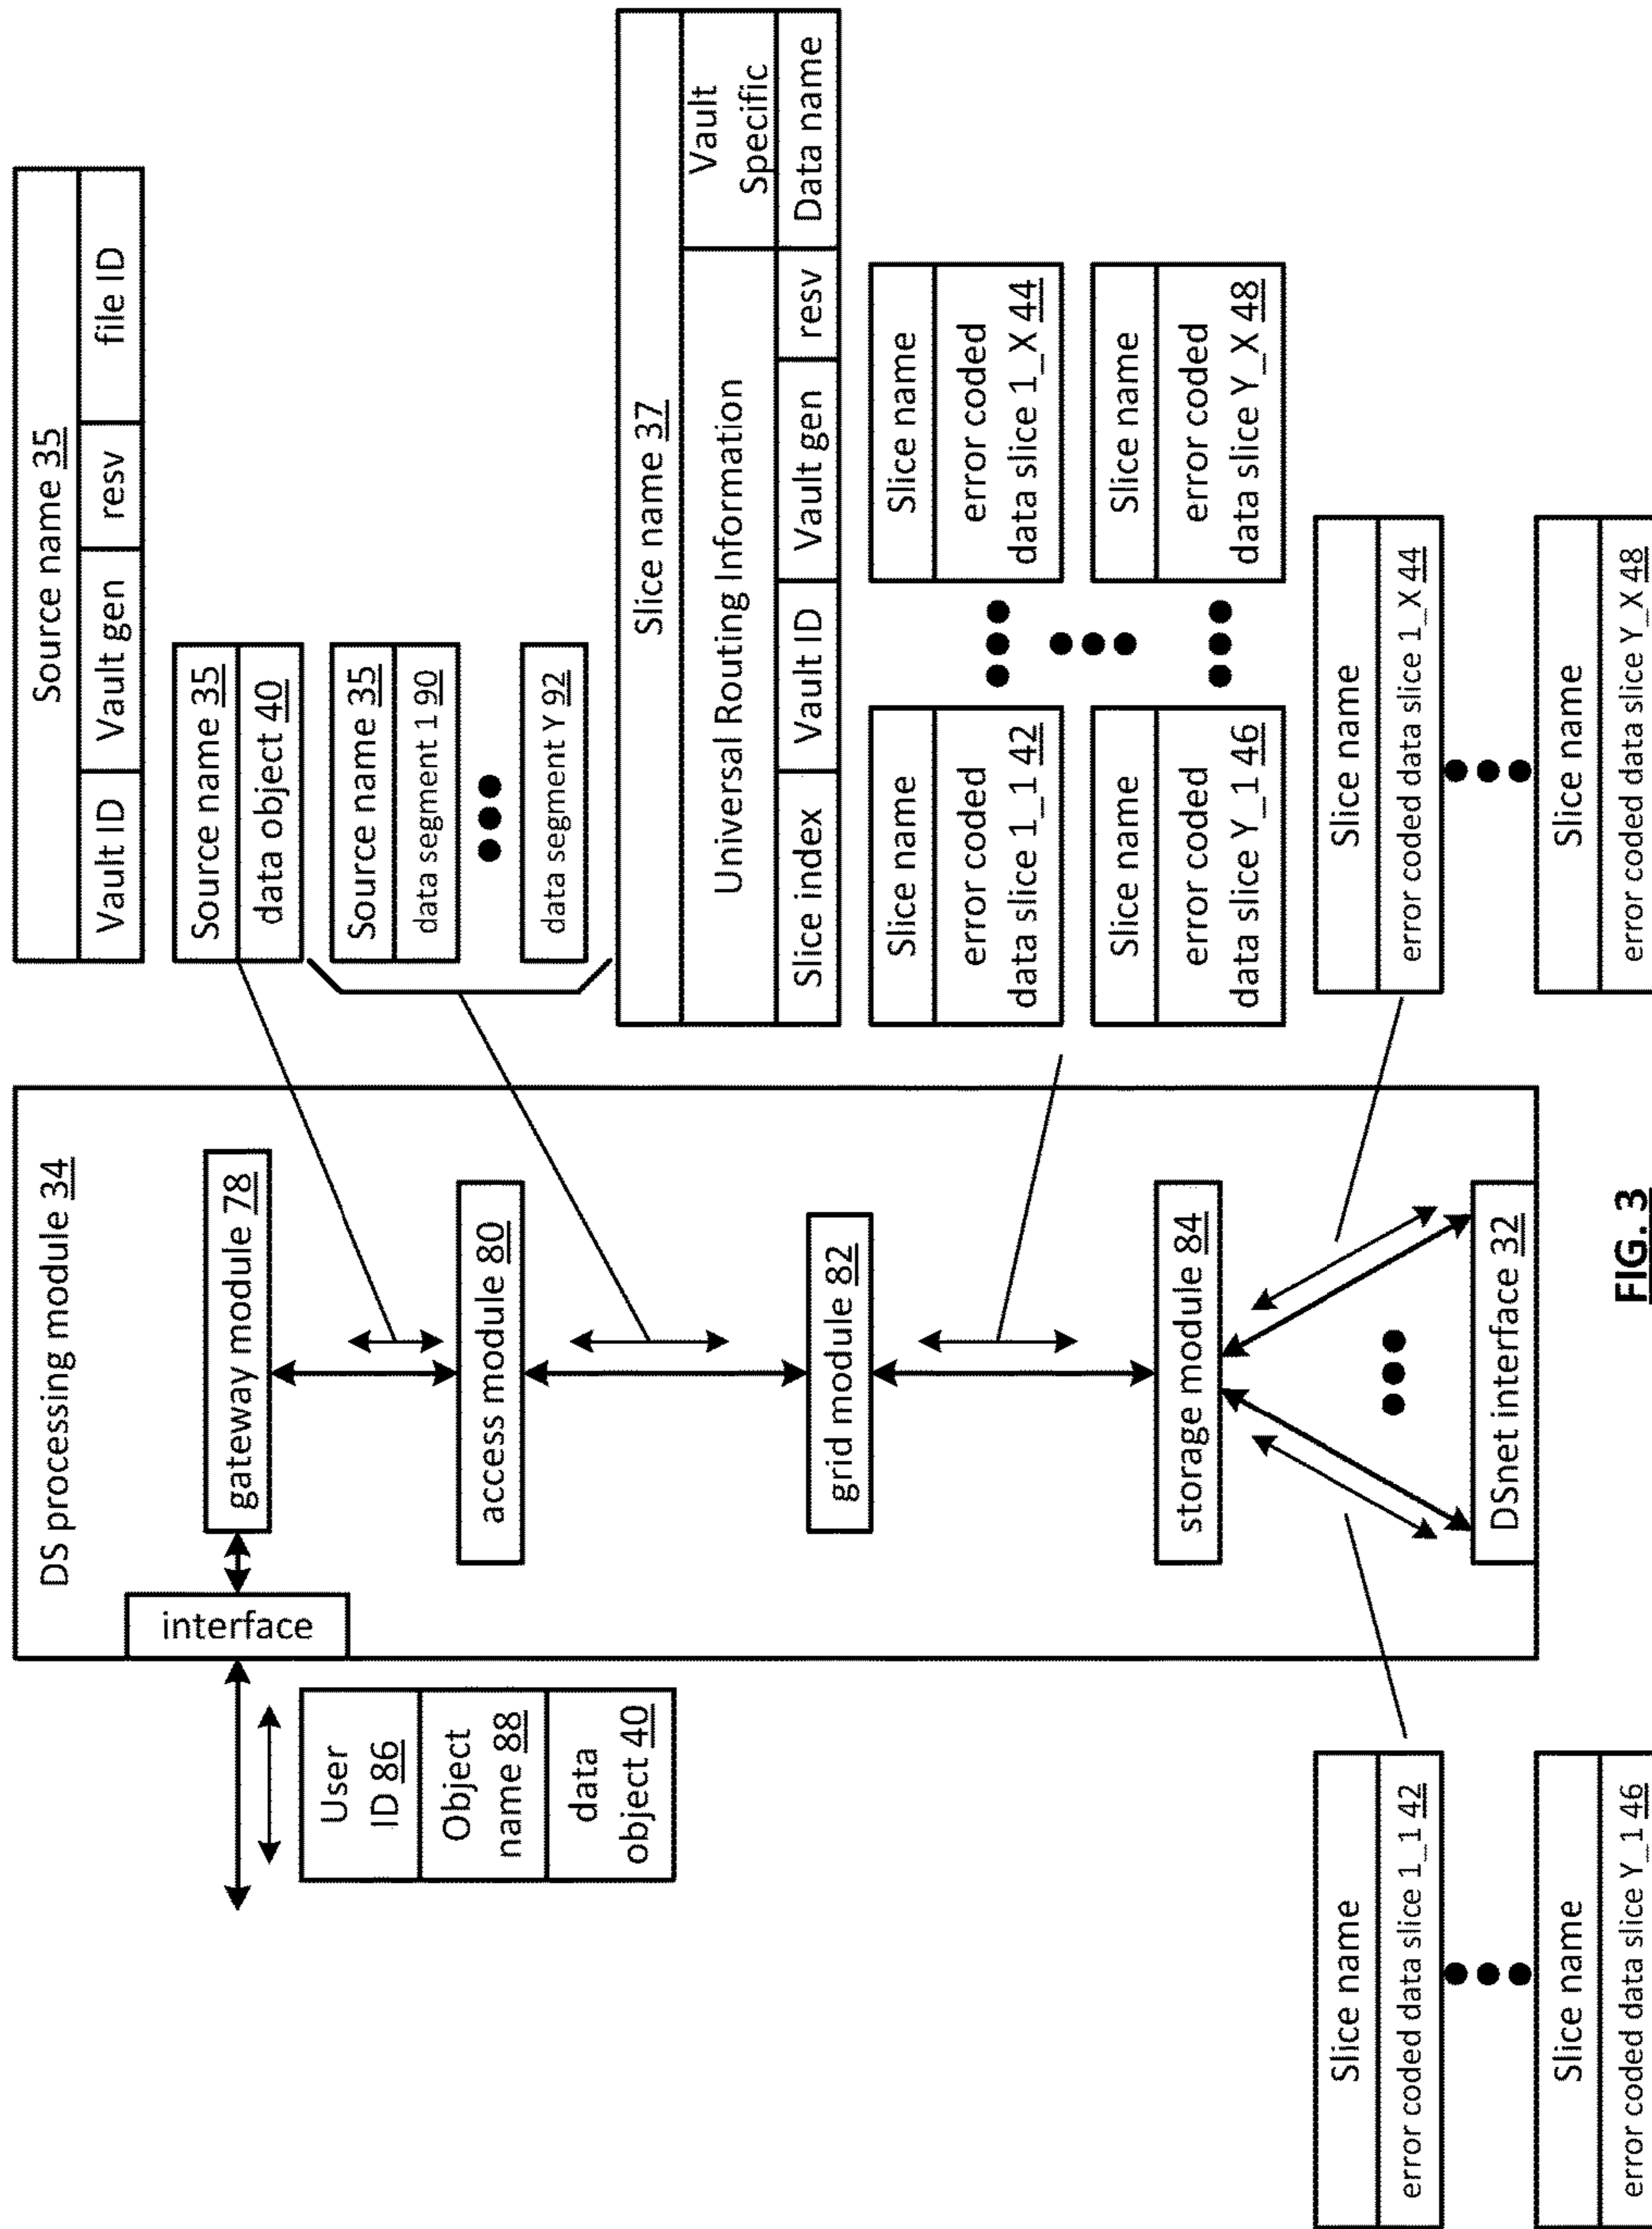 DS processing module 34
interface
gateway module 78
access module 80
grid module 82
storage module 84
DSnet interface 32
User
ID 86
Object
name 88
data
object 40
Source name 35
Vault ID
Vault gen
resv
file ID
Source name 35
data object 40
Source name 35
data segment 1 90
data segment Y 92
Slice name 37
Universal Routing Information
Vault
Specific
Slice index
Vault ID
Vault gen
resv
Data name
Slice name
error coded
data slice 1_1 42
Slice name
error coded
data slice 1_X 44
Slice name
error coded
data slice Y_1 46
Slice name
error coded
data slice Y_X 48
Slice name
error coded data slice 1_1 42
Slice name
error coded data slice Y_1 46
Slice name
error coded data slice 1_X 44
Slice name
error coded data slice Y_X 48
FIG. 3